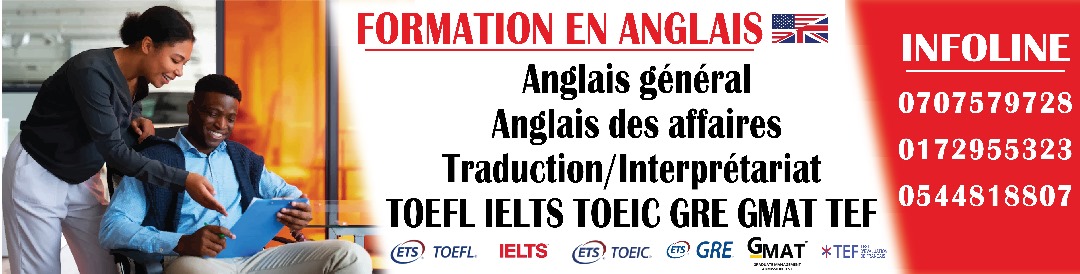 FORMATION EN ANGLAIS
Anglais général
Anglais des affaires
Traduction/Interprétariat
TOEFL IELTS TOEIC GRE GMAT TEF
ETS TOEFL IELTS ETS TOEIC ETS GRE GMAT TEF
INFOLINE
0707579728
0172955323
0544818807